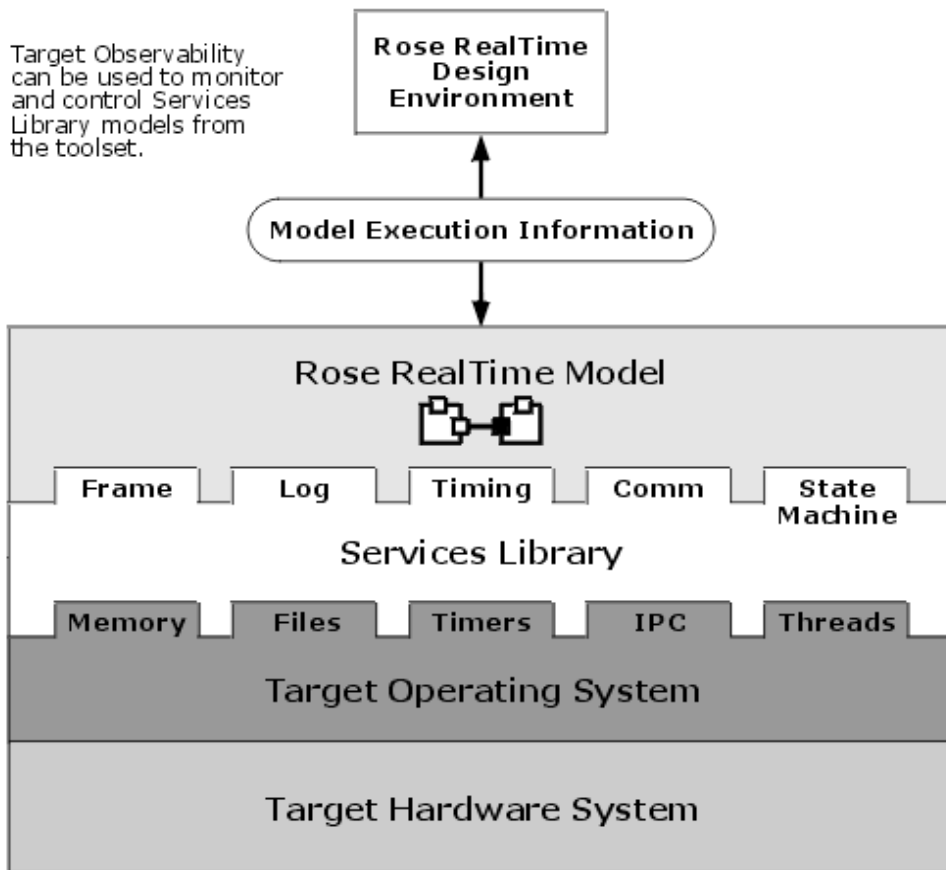 Target Observability
can be used to monitor
and control Services
Library models from
the toolset.
Rose RealTime
Design
Environment
Model Execution Information
Rose RealTime Model
Frame
Log
Timing
Comm
State
Machine
Services Library
Memory
Files
Timers
IPC
Threads
Target Operating System
Target Hardware System